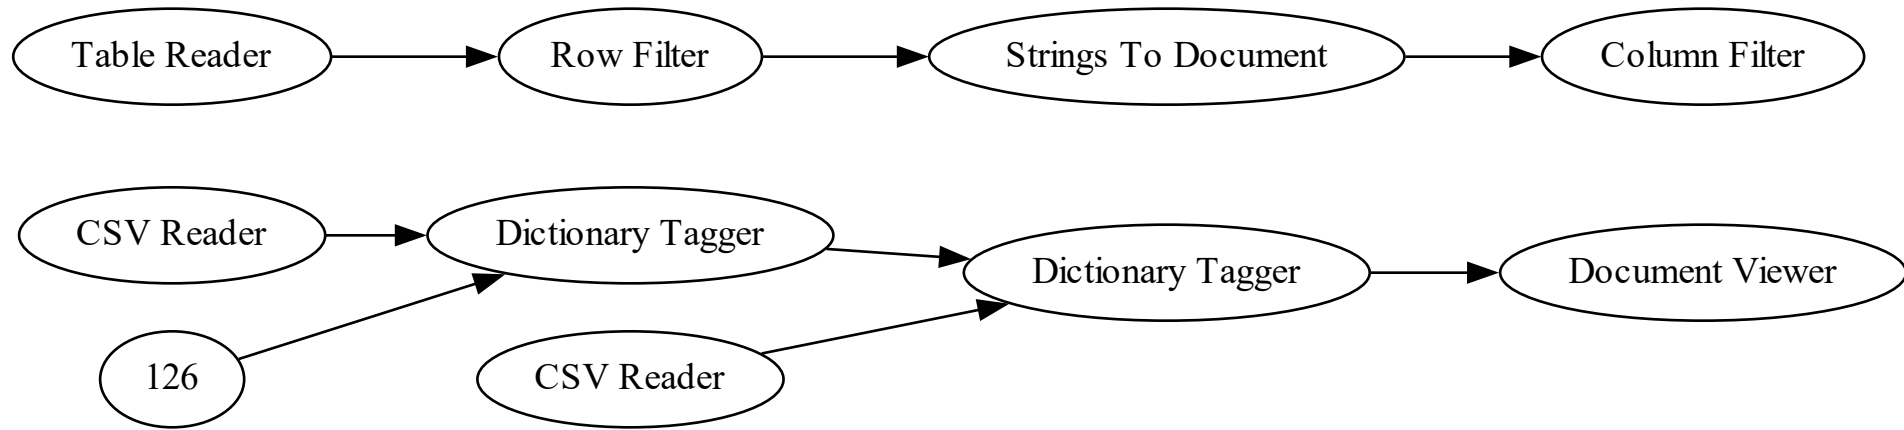 Table Reader
Row Filter
Strings To Document
Column Filter
CSV Reader
Dictionary Tagger
Dictionary Tagger
Document Viewer
126
CSV Reader